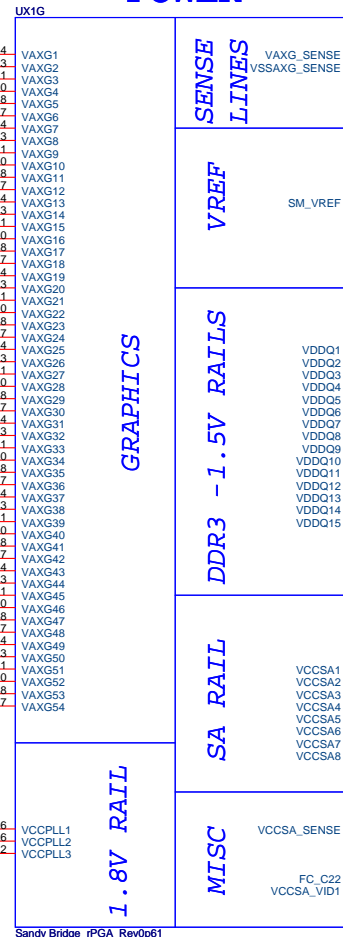 UX1G
VAXG1
VAXG2
VAXG3
VAXG4
VAXG5
VAXG6
VAXG7
VAXG8
VAXG9
VAXG10
VAXG11
VAXG12
VAXG13
VAXG14
VAXG15
VAXG16
VAXG17
VAXG18
VAXG19
VAXG20
VAXG21
VAXG22
VAXG23
VAXG24
VAXG25
VAXG26
VAXG27
VAXG28
VAXG29
VAXG30
VAXG31
VAXG32
VAXG33
VAXG34
VAXG35
VAXG36
VAXG37
VAXG38
VAXG39
VAXG40
VAXG41
VAXG42
VAXG43
VAXG44
VAXG45
VAXG46
VAXG47
VAXG48
VAXG49
VAXG50
VAXG51
VAXG52
VAXG53
VAXG54
GRAPHICS
VCCPLL1
VCCPLL2
VCCPLL3
1.8V RAIL
SENSE
LINES
VAXG_SENSE
VSSAXG_SENSE
VREF
SM_VREF
DDR3 -1.5V RAILS
VDDQ1
VDDQ2
VDDQ3
VDDQ4
VDDQ5
VDDQ6
VDDQ7
VDDQ8
VDDQ9
VDDQ10
VDDQ11
VDDQ12
VDDQ13
VDDQ14
VDDQ15
SA RAIL
VCCSA1
VCCSA2
VCCSA3
VCCSA4
VCCSA5
VCCSA6
VCCSA7
VCCSA8
MISC
VCCSA_SENSE
FC_C22
VCCSA_VID1
Sandy Bridge_rPGA_Rev0p61